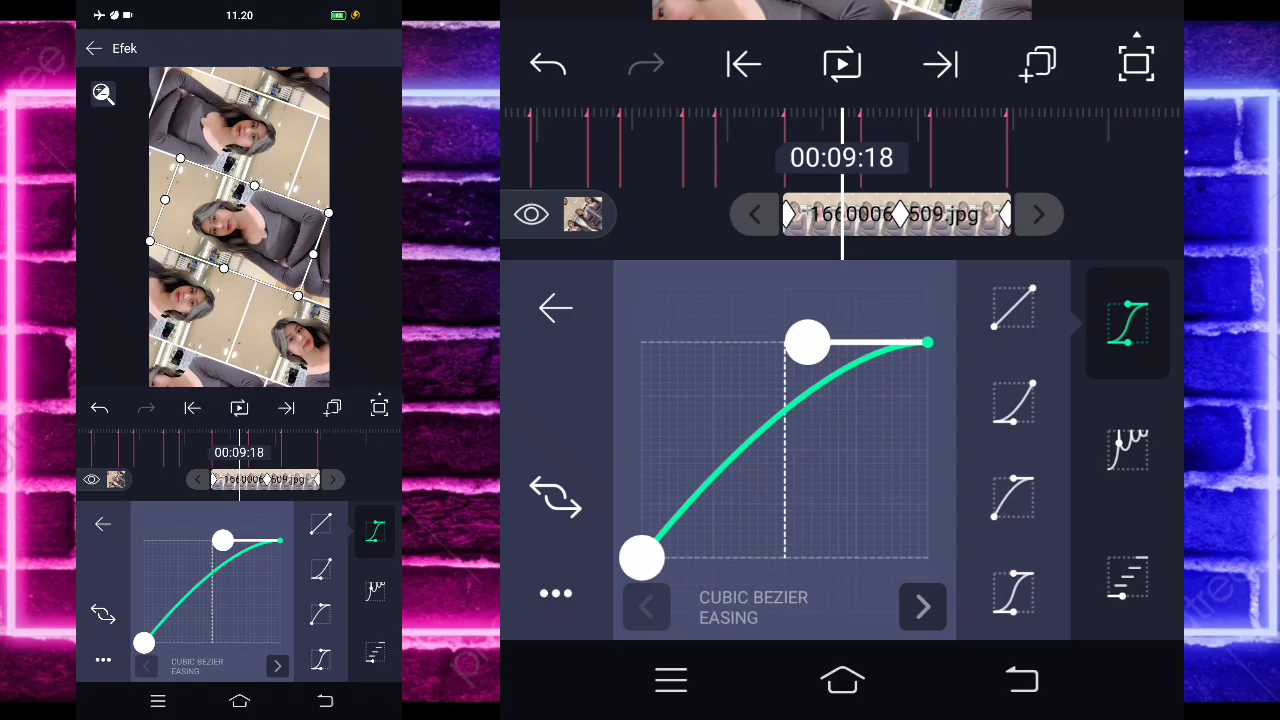 11.20
Efek
00:09:18
1660006 509.jpg
CUBIC BEZIER
EASING
00:09:18
1660006 509.jpg
CUBIC BEZIER
EASING